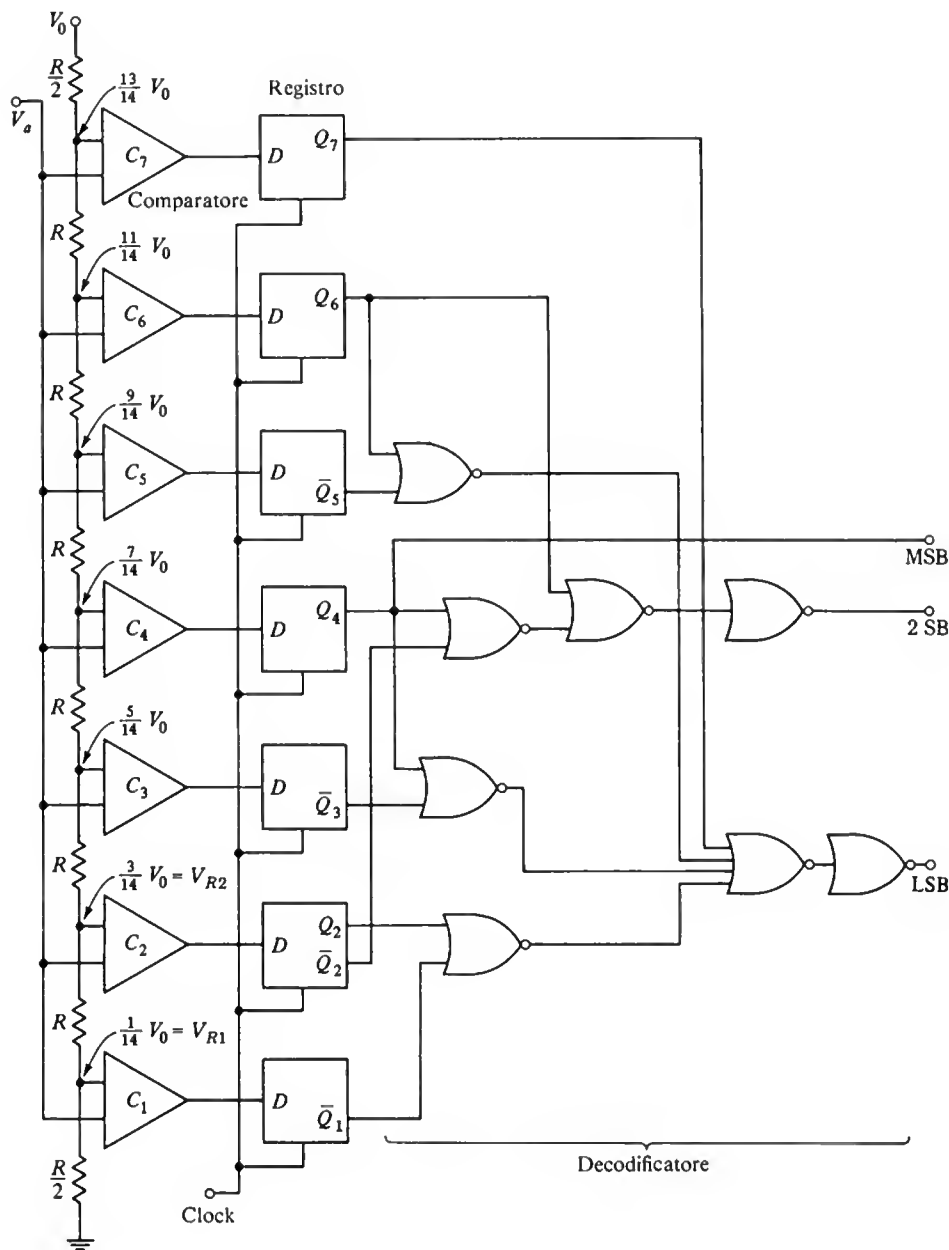 V₀
R/2
13/14 V₀
Registro
Vₐ
C₇
D
Q₇
Comparatore
R
11/14 V₀
C₆
D
Q₆
R
9/14 V₀
C₅
D
Q̅₅
R
MSB
7/14 V₀
C₄
D
Q₄
2 SB
R
5/14 V₀
C₃
D
Q̅₃
R
LSB
3/14 V₀ = V_R2
C₂
D
Q₂
Q̅₂
R
1/14 V₀ = V_R1
C₁
D
Q̅₁
Decodificatore
R/2
Clock